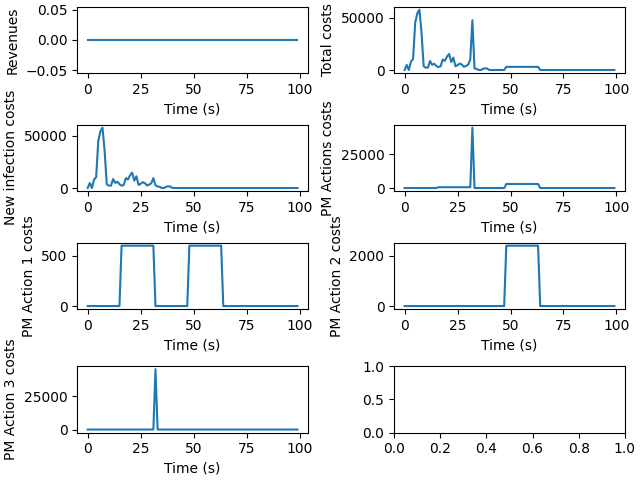 Revenues
0.05
0.00
−0.05
0 25 50 75 100
Time (s)
Total costs
50000
0
0 25 50 75 100
Time (s)
New infection costs
50000
0
0 25 50 75 100
Time (s)
PM Actions costs
25000
0
0 25 50 75 100
Time (s)
PM Action 1 costs
500
0
0 25 50 75 100
Time (s)
PM Action 2 costs
2000
0
0 25 50 75 100
Time (s)
PM Action 3 costs
25000
0
0 25 50 75 100
Time (s)
1.0
0.5
0.0
0.0 0.2 0.4 0.6 0.8 1.0